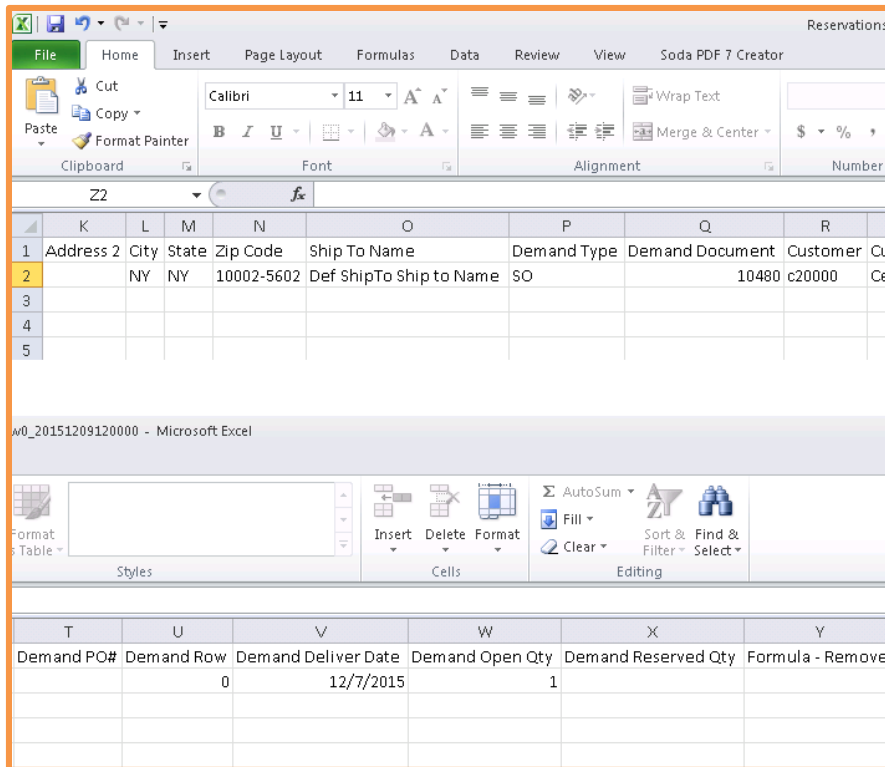 Reservations
File Home Insert Page Layout Formulas Data Review View Soda PDF 7 Creator
Cut
Calibri 11 A A Wrap Text
Copy
Paste
Format Painter
B I U A Merge & Center $ % ,
Clipboard Font Alignment Number
Z2 fx
K L M N O P Q R
1 Address 2 City State Zip Code Ship To Name Demand Type Demand Document Customer Cu
2 NY NY 10002-5602 Def ShipTo Ship to Name SO 10480 c20000 Ce
3
4
5
w0_20151209120000 - Microsoft Excel
Σ AutoSum
Fill
Format Insert Delete Format Sort & Find &
s Table Clear Filter Select
Styles Cells Editing
T U V W X Y
Demand PO# Demand Row Demand Deliver Date Demand Open Qty Demand Reserved Qty Formula - Remove
0 12/7/2015 1